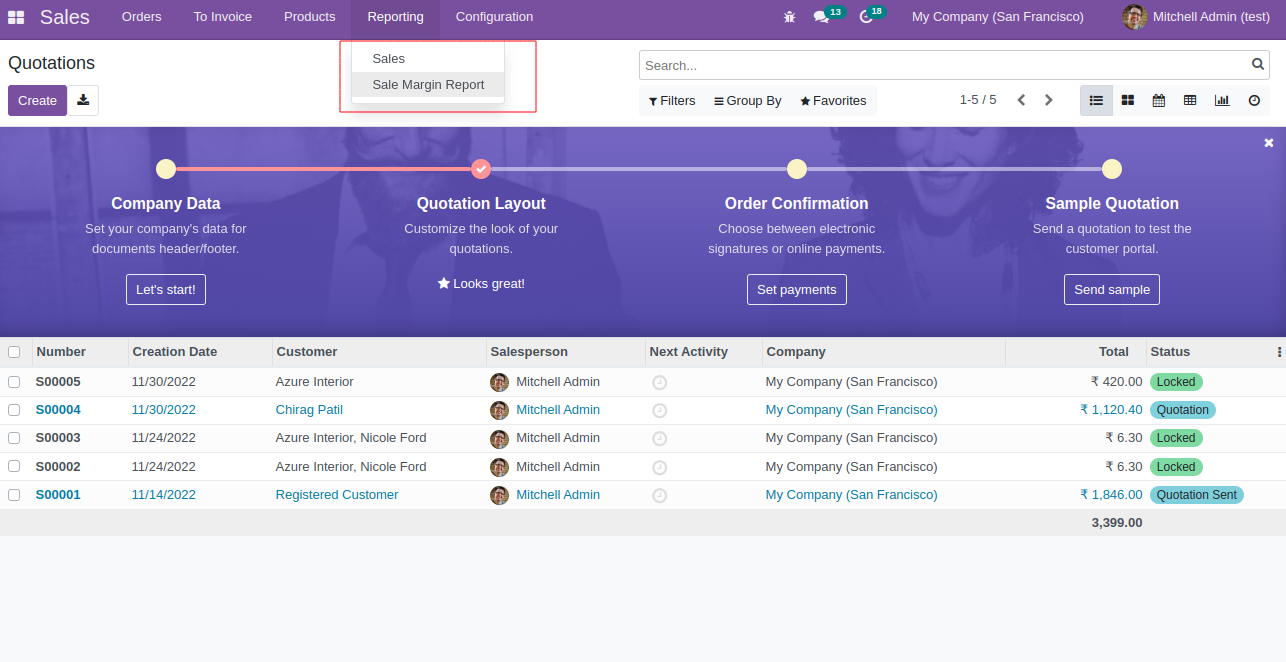 Sales Orders To Invoice Products Reporting Configuration 13 18 My Company (San Francisco) Mitchell Admin (test)
Quotations
Sales
Sale Margin Report
Search...
Create
Filters Group By Favorites 1-5 / 5
Company Data
Set your company's data for
documents header/footer.
Let's start!
Quotation Layout
Customize the look of your
quotations.
Looks great!
Order Confirmation
Choose between electronic
signatures or online payments.
Set payments
Sample Quotation
Send a quotation to test the
customer portal.
Send sample
Number Creation Date Customer Salesperson Next Activity Company Total Status
S00005 11/30/2022 Azure Interior Mitchell Admin My Company (San Francisco) ₹ 420.00 Locked
S00004 11/30/2022 Chirag Patil Mitchell Admin My Company (San Francisco) ₹ 1,120.40 Quotation
S00003 11/24/2022 Azure Interior, Nicole Ford Mitchell Admin My Company (San Francisco) ₹ 6.30 Locked
S00002 11/24/2022 Azure Interior, Nicole Ford Mitchell Admin My Company (San Francisco) ₹ 6.30 Locked
S00001 11/14/2022 Registered Customer Mitchell Admin My Company (San Francisco) ₹ 1,846.00 Quotation Sent
3,399.00